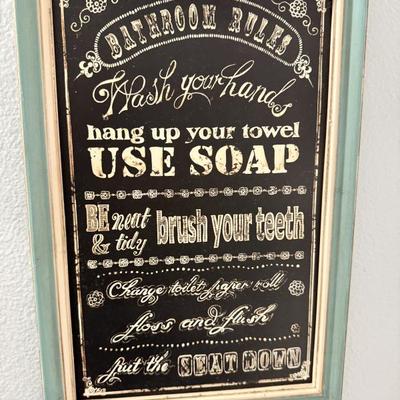 BATHROOM RULES
Wash your hands
hang up your towel
USE SOAP
BE neat & tidy brush your teeth
Change toilet paper roll
floss and flush
put the SEAT DOWN